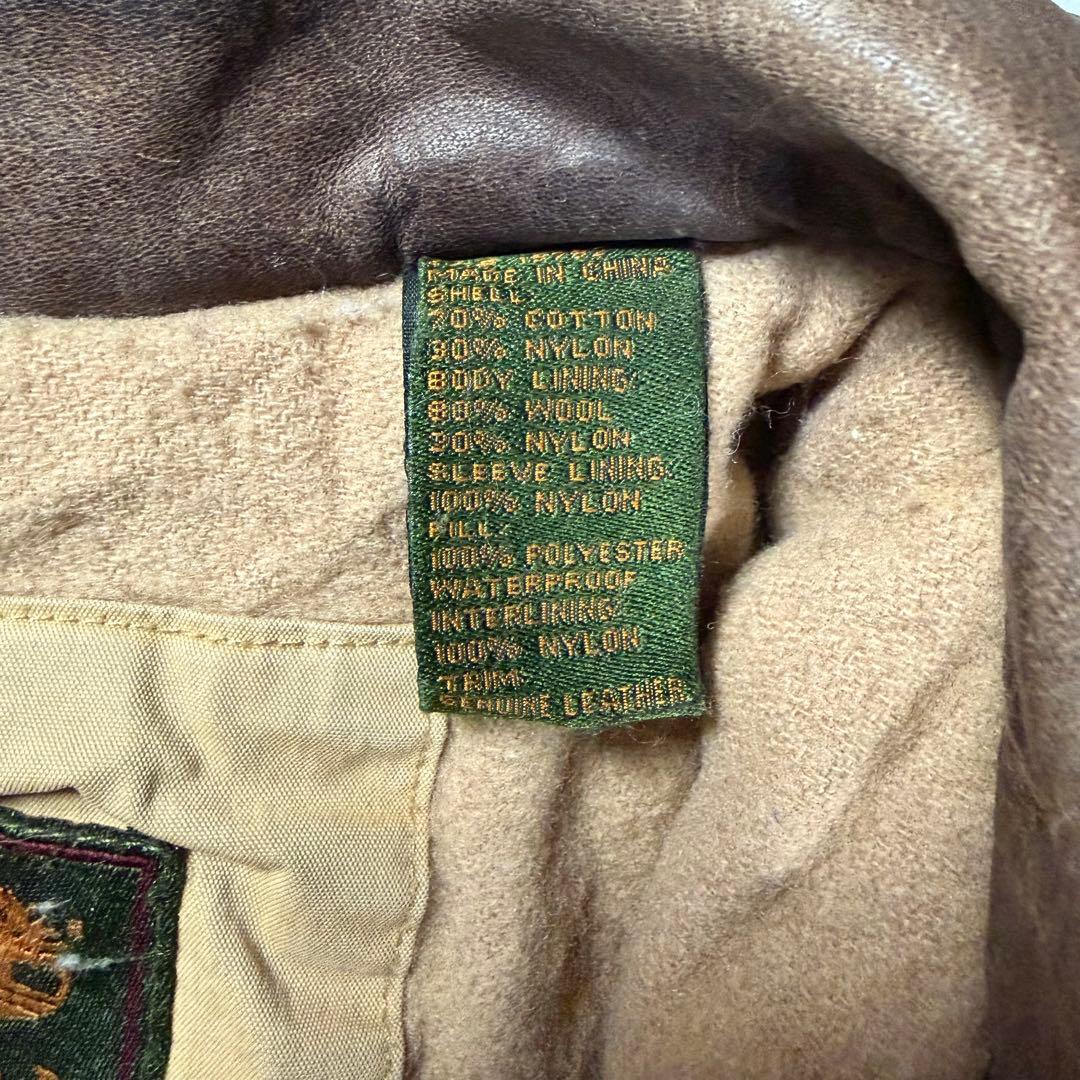 MADE IN CHINA
SHELL:
70% COTTON
30% NYLON
BODY LINING:
80% WOOL
NYLON
SLEEVE LINING:
100% NYLON
FILL:
100% POLYESTER
WATERPROOF
INTERLINING:
100% NYLON
TRIM:
GENUINE LEATHER
®